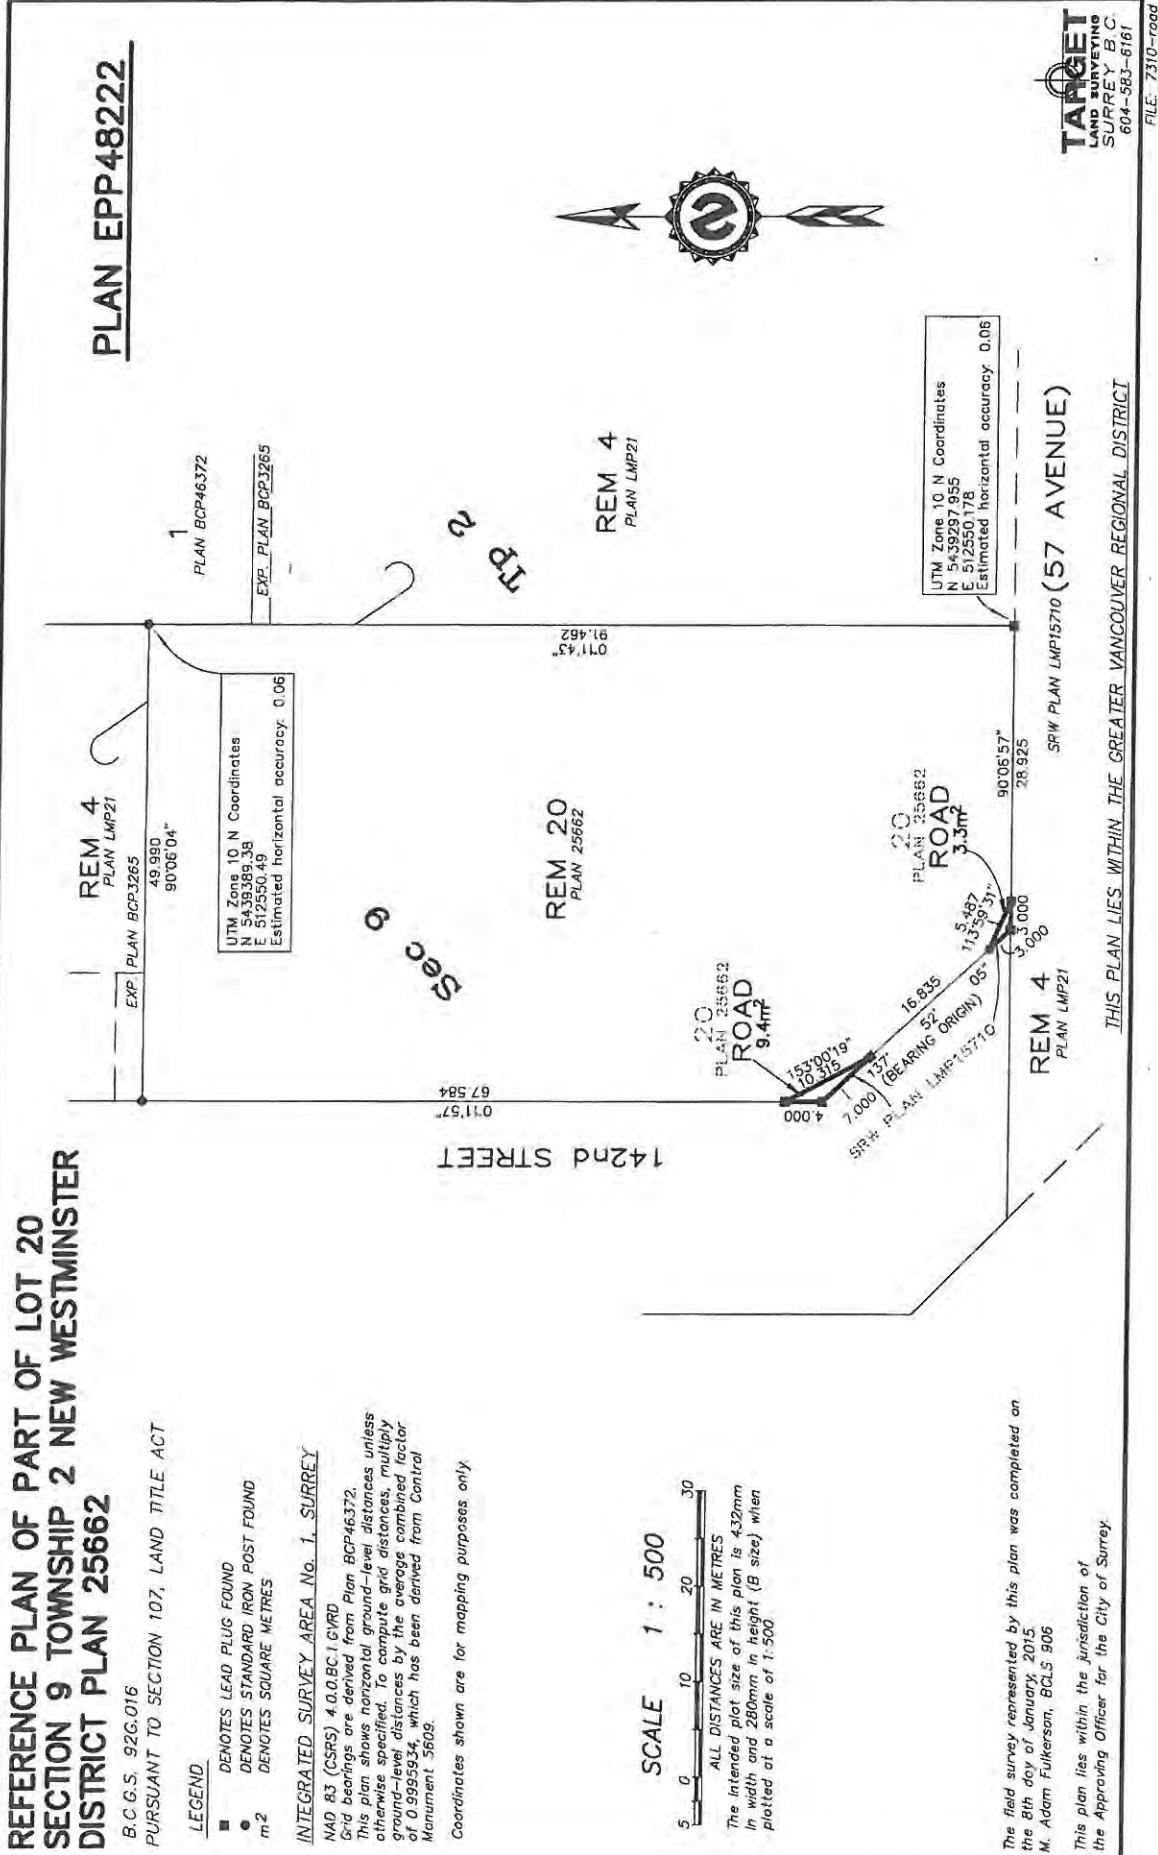 REFERENCE PLAN OF PART OF LOT 20
SECTION 9 TOWNSHIP 2 NEW WESTMINSTER
DISTRICT PLAN 25662
PLAN EPP48222
B.C.G.S. 92G.016
PURSUANT TO SECTION 107, LAND TITLE ACT
LEGEND
DENOTES LEAD PLUG FOUND
DENOTES STANDARD IRON POST FOUND
m2 DENOTES SQUARE METRES
INTEGRATED SURVEY AREA No. 1, SURREY
NAD 83 (CSRS) 4.0.0.BC.1.GVRD
Grid bearings are derived from Plan BCP46372.
This plan shows horizontal ground-level distances unless
otherwise specified. To compute grid distances, multiply
ground-level distances by the average combined factor
of 0.9995934, which has been derived from Control
Monument 5609.
Coordinates shown are for mapping purposes only.
SCALE 1 : 500
5 0 10 20 30
ALL DISTANCES ARE IN METRES
The intended plot size of this plan is 432mm
in width and 280mm in height (B size) when
plotted at a scale of 1:500.
The field survey represented by this plan was completed on
the 8th day of January, 2015.
M. Adam Fulkerson, BCLS 906
This plan lies within the jurisdiction of
the Approving Officer for the City of Surrey.
REM 4
PLAN LMP21
EXP. PLAN BCP3265
49.990
90°06'04"
1
PLAN BCP46372
EXP. PLAN BCP3265
UTM Zone 10 N Coordinates
N 5439389.38
E 512550.49
Estimated horizontal accuracy: 0.06
Sec 9
Tp 2
REM 4
PLAN LMP21
0°11'43"
91.462
REM 20
PLAN 25662
0°11'57"
67.584
142nd STREET
20
PLAN 25662
ROAD
9.4m2
153°00'19"
10.315
4.000
7.000
137° 52' 05"
16.835
(BEARING ORIGIN)
SRW PLAN LMP15710
20
PLAN 25662
ROAD
3.3m2
5.487
113°59'31"
3.000
3.000
90°06'57"
28.925
UTM Zone 10 N Coordinates
N 5439297.955
E 512550.178
Estimated horizontal accuracy: 0.06
REM 4
PLAN LMP21
SRW PLAN LMP15710 (57 AVENUE)
THIS PLAN LIES WITHIN THE GREATER VANCOUVER REGIONAL DISTRICT
TARGET
LAND SURVEYING
SURREY B.C.
604-583-6161
FILE: 7310-road